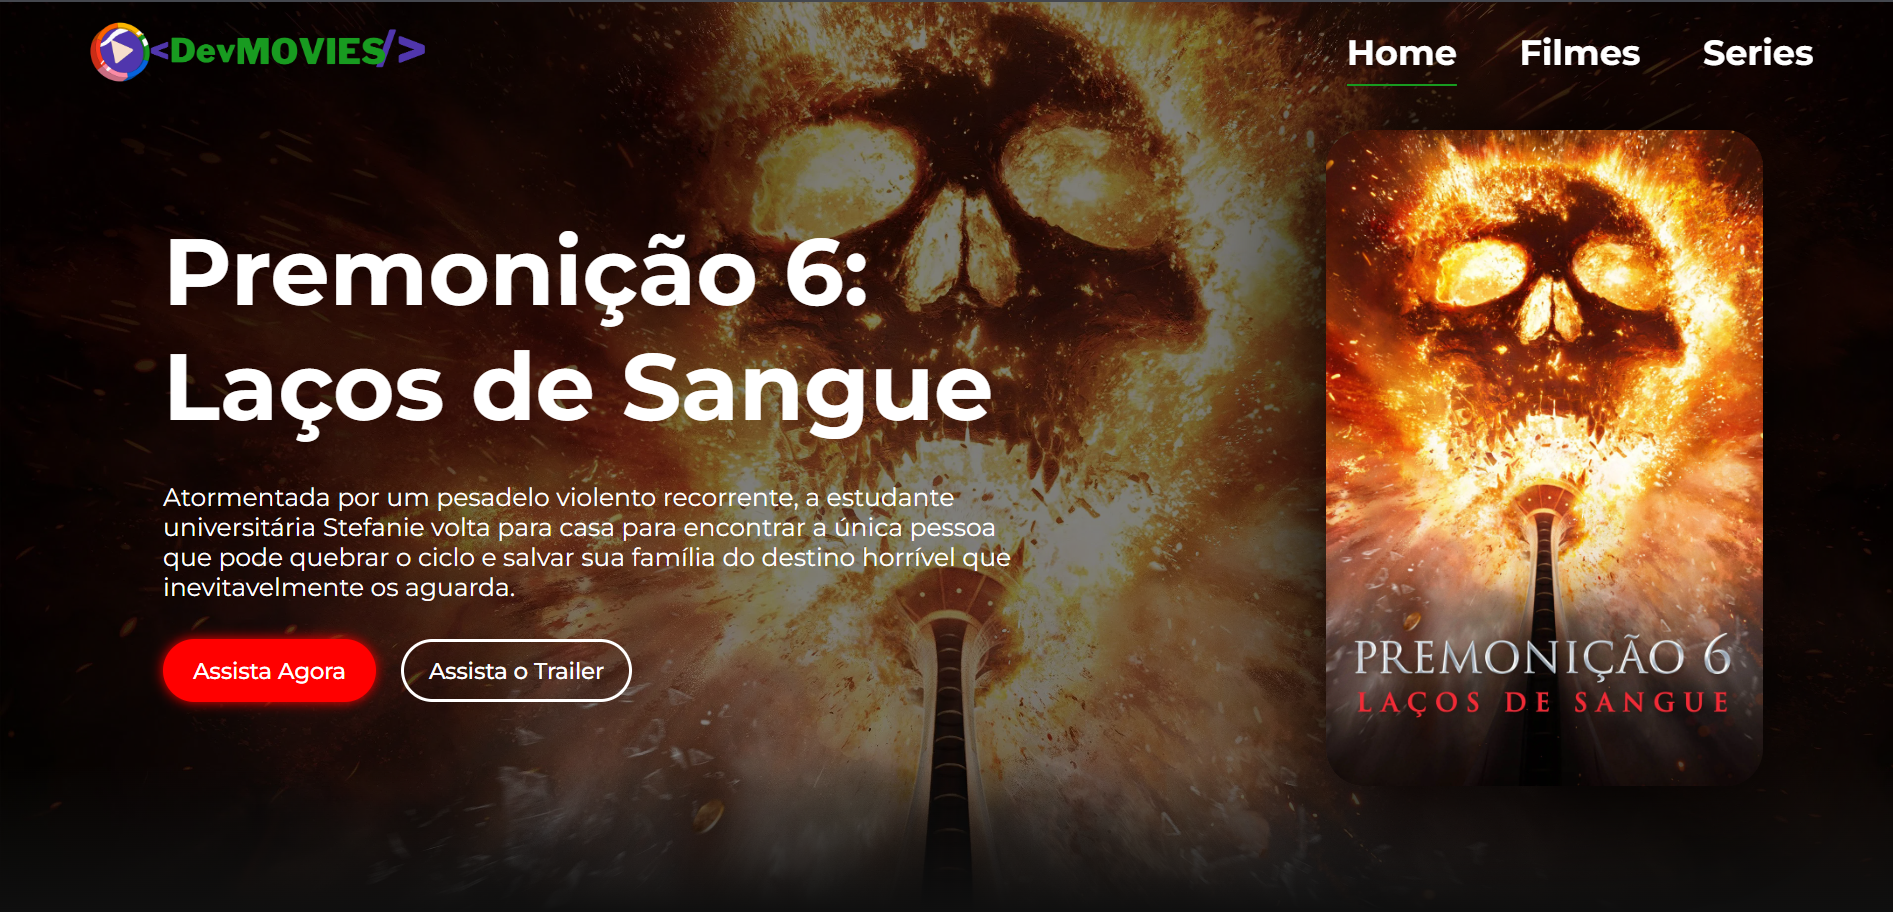 <DevMOVIES/>
Home
Filmes
Series
Premonição 6:
Laços de Sangue
Atormentada por um pesadelo violento recorrente, a estudante
universitária Stefanie volta para casa para encontrar a única pessoa
que pode quebrar o ciclo e salvar sua família do destino horrível que
inevitavelmente os aguarda.
Assista Agora
Assista o Trailer
PREMONIÇÃO 6
LAÇOS DE SANGUE